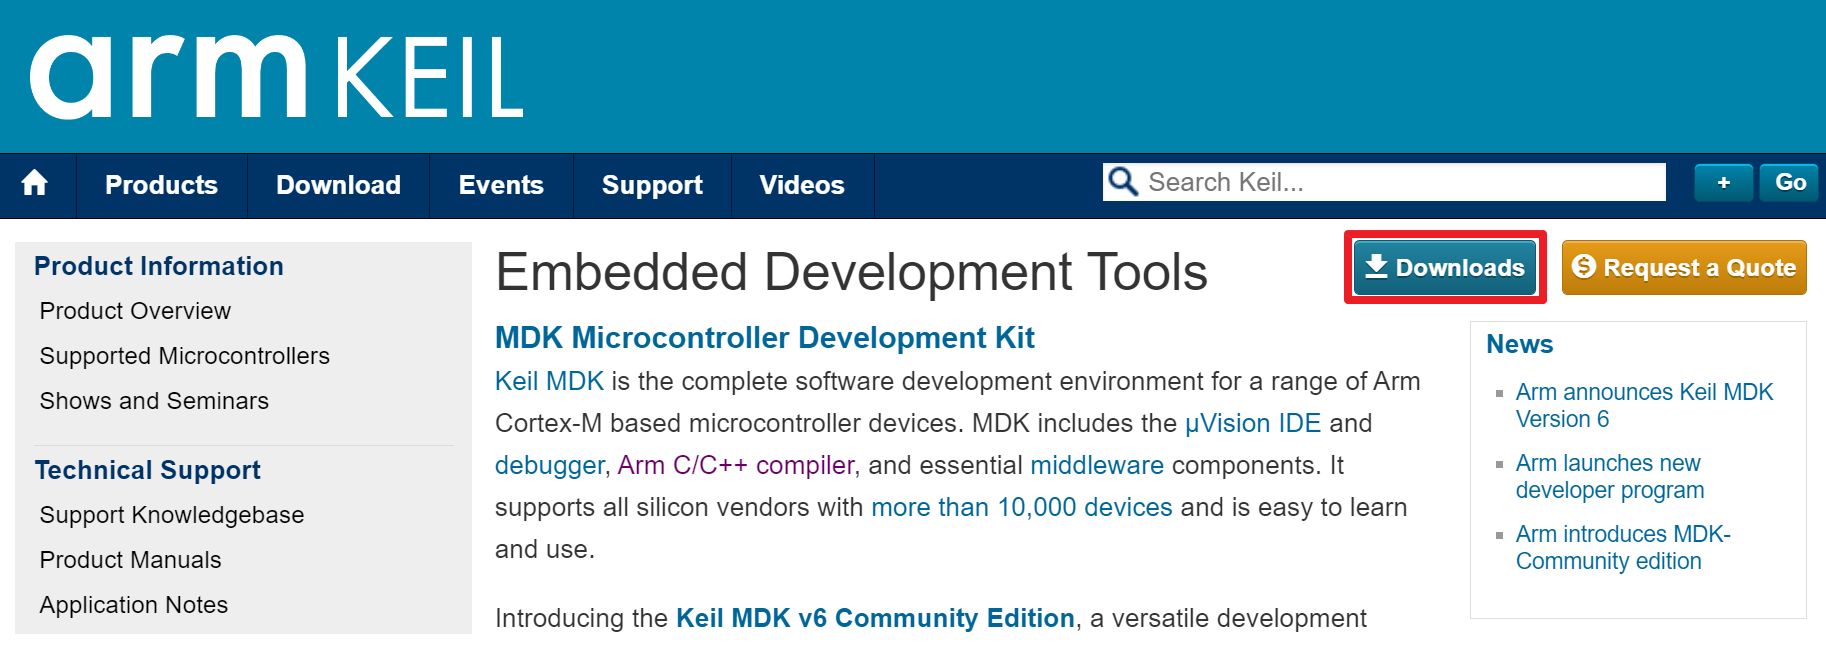 arm KEIL
Products Download Events Support Videos Search Keil... + Go
Product Information
Product Overview
Supported Microcontrollers
Shows and Seminars
Technical Support
Support Knowledgebase
Product Manuals
Application Notes
Embedded Development Tools
Downloads
Request a Quote
MDK Microcontroller Development Kit
Keil MDK is the complete software development environment for a range of Arm
Cortex-M based microcontroller devices. MDK includes the µVision IDE and
debugger, Arm C/C++ compiler, and essential middleware components. It
supports all silicon vendors with more than 10,000 devices and is easy to learn
and use.
Introducing the Keil MDK v6 Community Edition, a versatile development
News
Arm announces Keil MDK
Version 6
Arm launches new
developer program
Arm introduces MDK-
Community edition